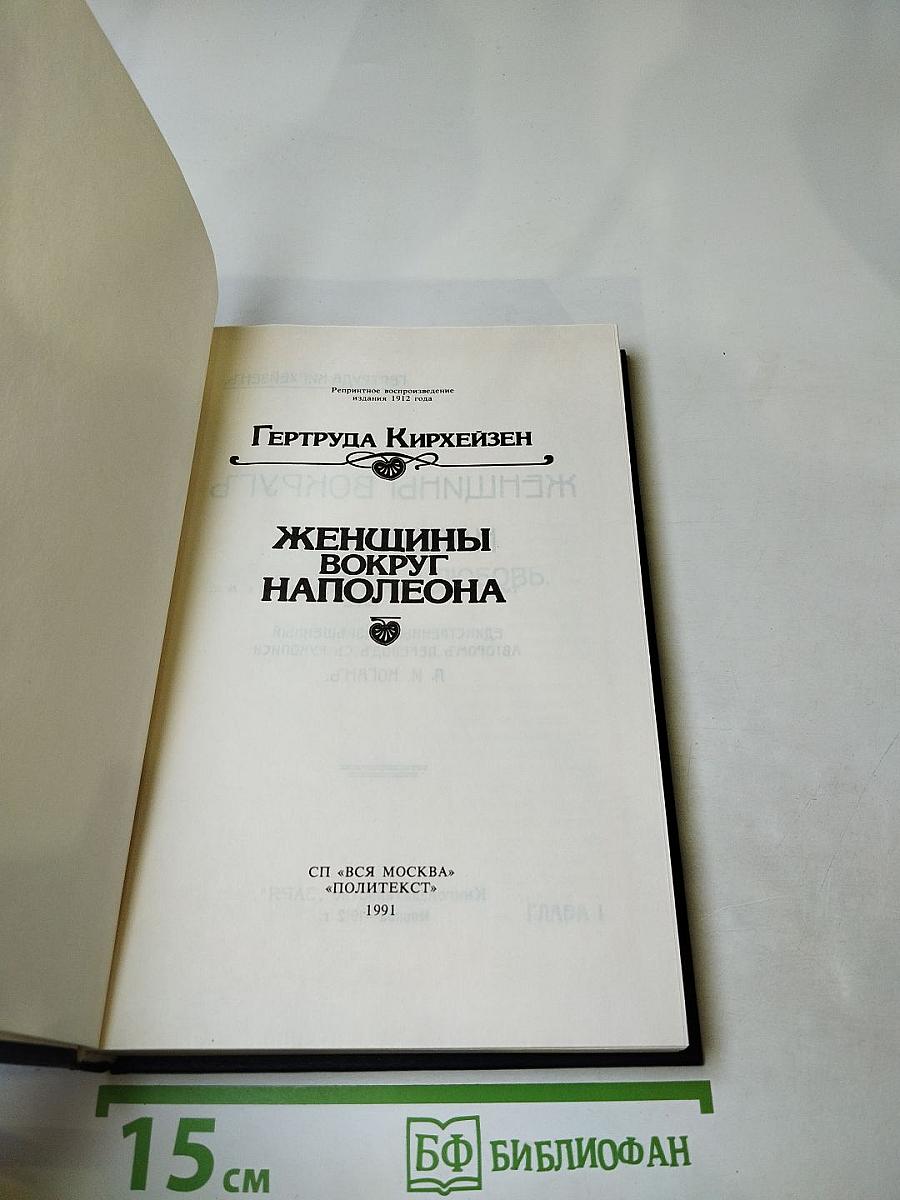 Репринтное воспроизведение
издания 1912 года
ГЕРТРУДА КИРХЕЙЗЕН
ЖЕНЩИНЫ
ВОКРУГ
НАПОЛЕОНА
СП «ВСЯ МОСКВА»
«ПОЛИТЕКСТ»
1991
15 см
БФ БИБЛИОФАН